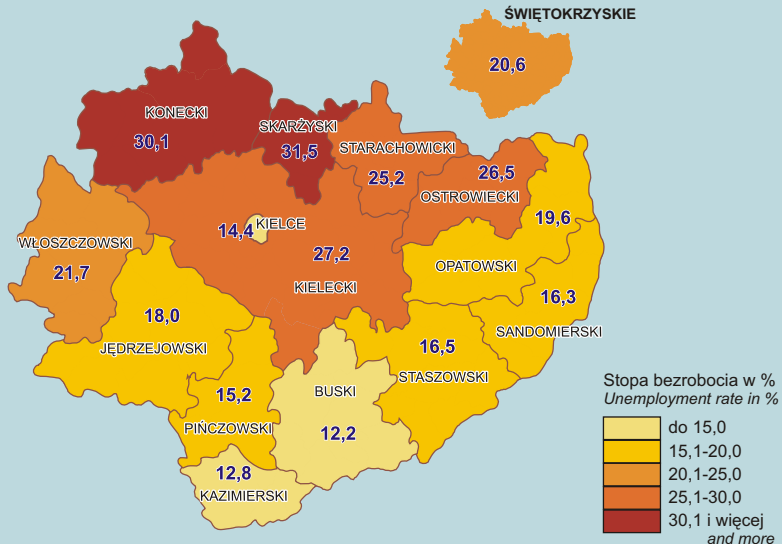 ŚWIĘTOKRZYSKIE
20,6
KONECKI
30,1
SKARŻYSKI
31,5
STARACHOWICKI
25,2
26,5
OSTROWIECKI
19,6
14,4
KIELCE
WŁOSZCZOWSKI
21,7
27,2
KIELECKI
OPATOWSKI
16,3
SANDOMIERSKI
18,0
JĘDRZEJOWSKI
16,5
STASZOWSKI
15,2
PIŃCZOWSKI
BUSKI
12,2
12,8
KAZIMIERSKI
Stopa bezrobocia w %
Unemployment rate in %
do 15,0
15,1-20,0
20,1-25,0
25,1-30,0
30,1 i więcej
and more